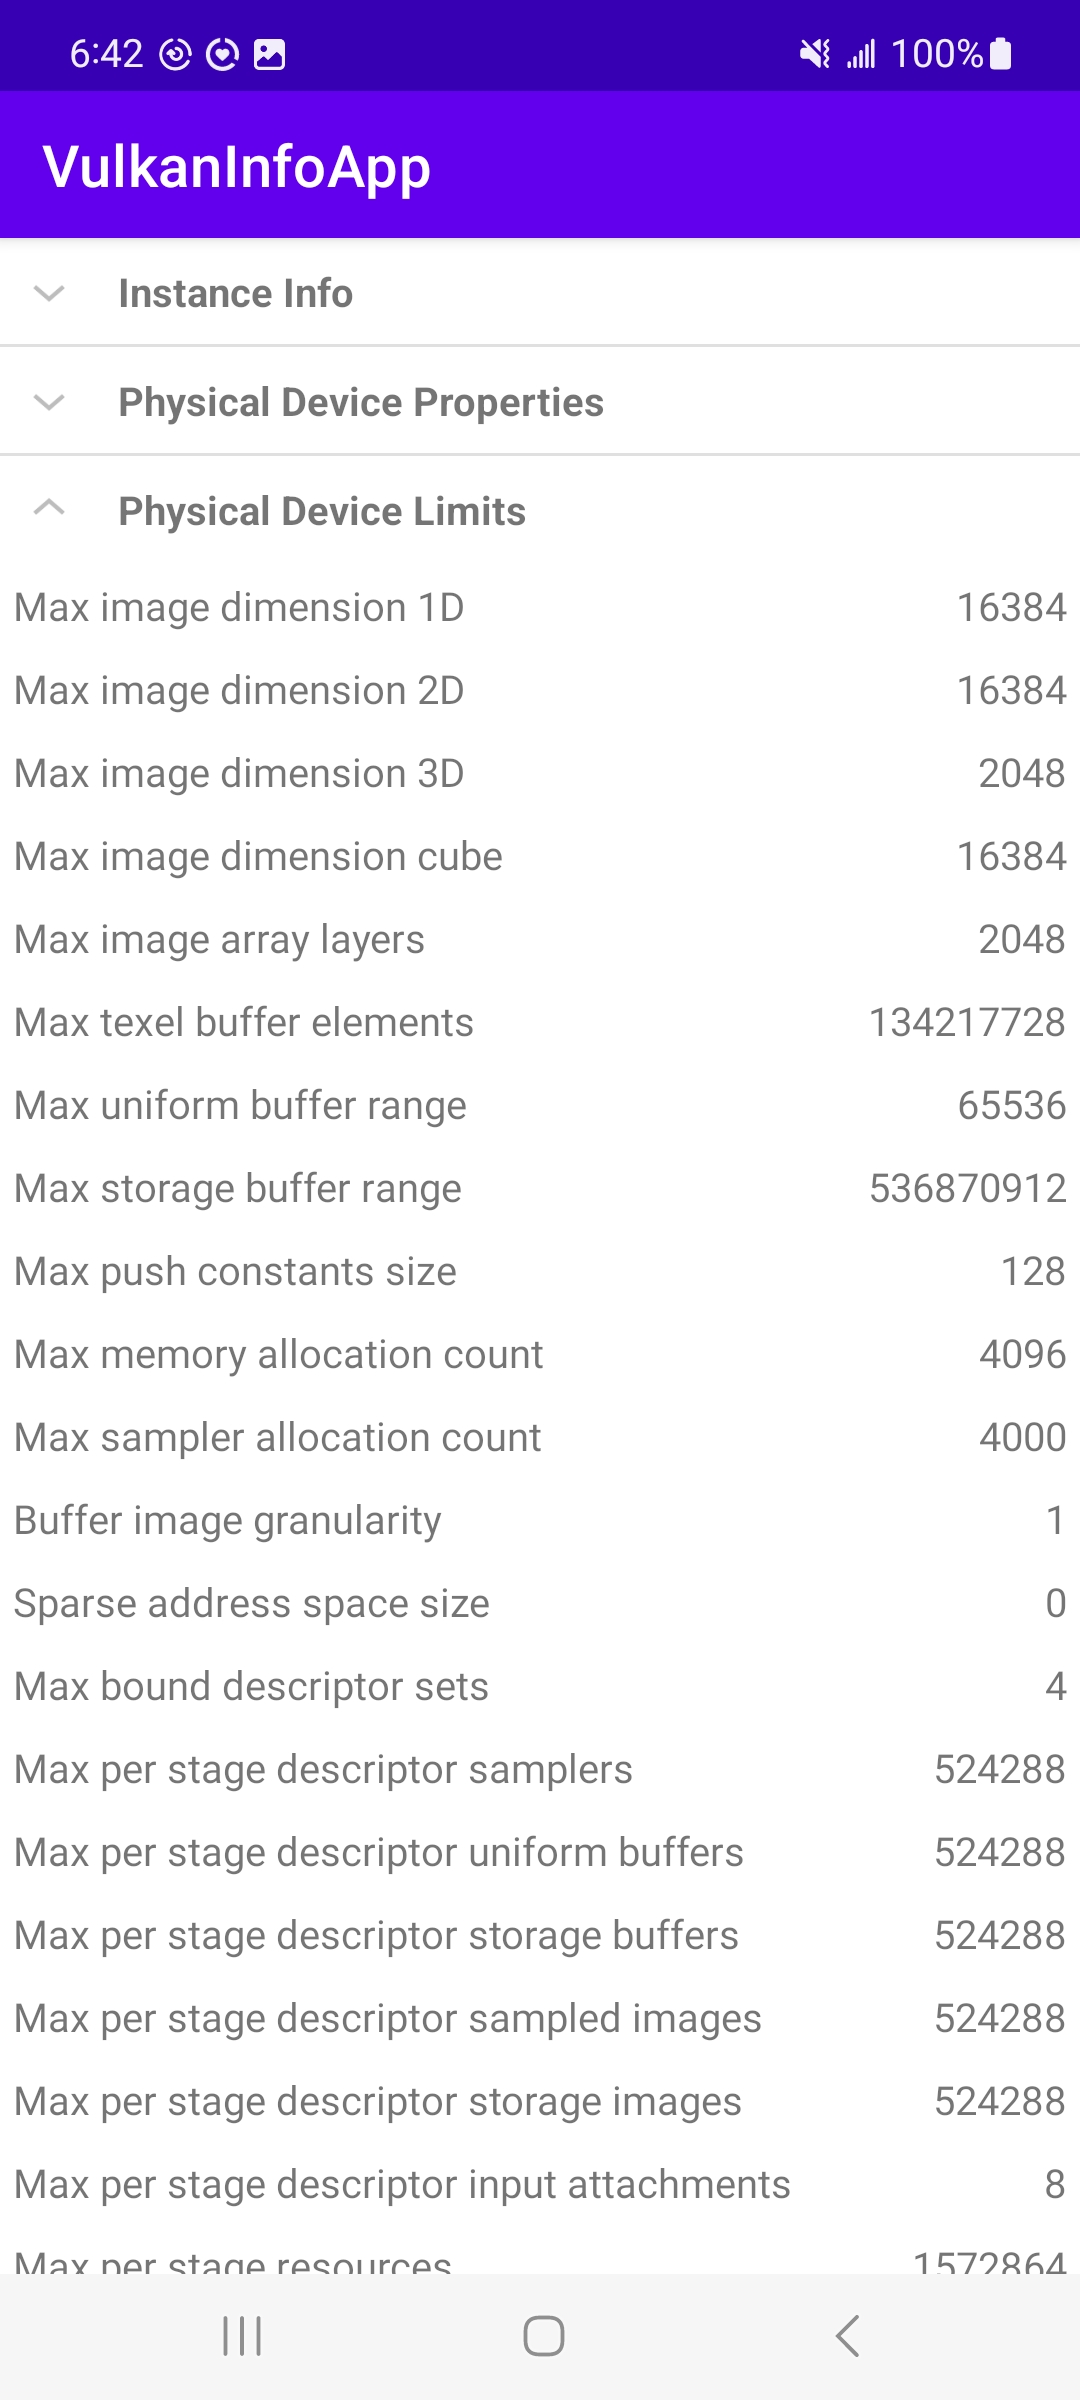 6:42 100%
VulkanInfoApp
Instance Info
Physical Device Properties
Physical Device Limits
Max image dimension 1D 16384
Max image dimension 2D 16384
Max image dimension 3D 2048
Max image dimension cube 16384
Max image array layers 2048
Max texel buffer elements 134217728
Max uniform buffer range 65536
Max storage buffer range 536870912
Max push constants size 128
Max memory allocation count 4096
Max sampler allocation count 4000
Buffer image granularity 1
Sparse address space size 0
Max bound descriptor sets 4
Max per stage descriptor samplers 524288
Max per stage descriptor uniform buffers 524288
Max per stage descriptor storage buffers 524288
Max per stage descriptor sampled images 524288
Max per stage descriptor storage images 524288
Max per stage descriptor input attachments 8
Max per stage resources 1572864